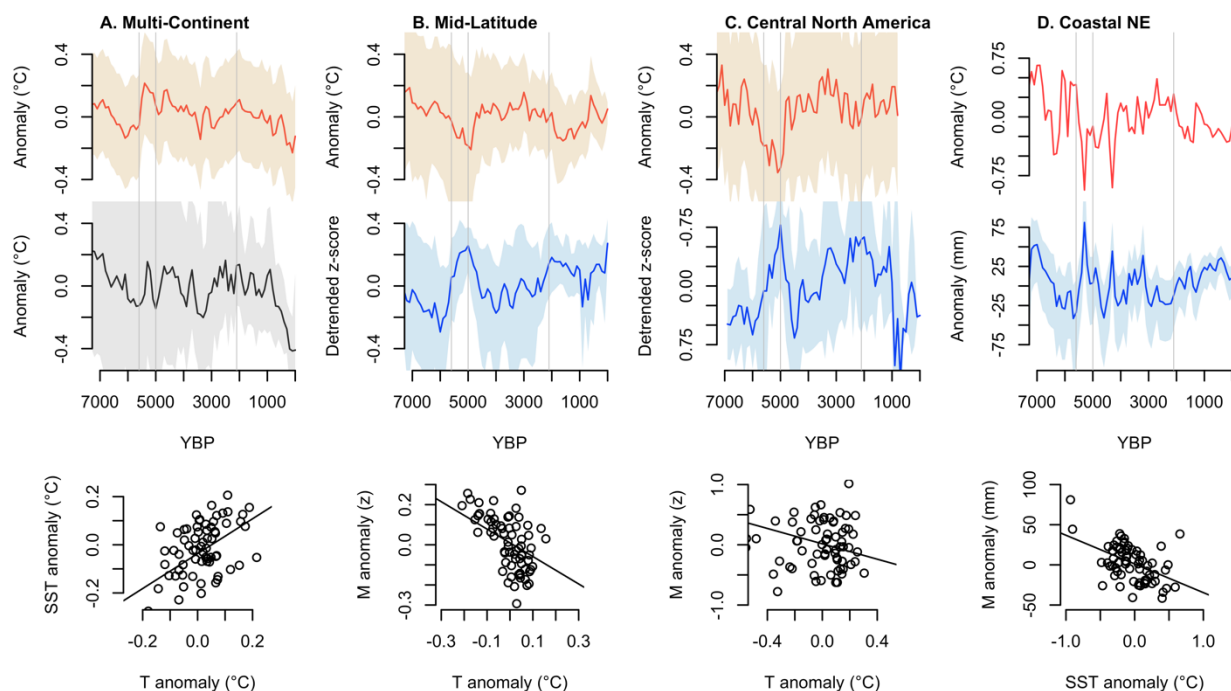 A. Multi-Continent
B. Mid-Latitude
C. Central North America
D. Coastal NE
Anomaly (°C)
-0.4 0.0 0.4
Anomaly (°C)
-0.4 0.0 0.4
Anomaly (°C)
-0.4 0.0 0.4
Anomaly (°C)
-0.75 0.00 0.75
Anomaly (°C)
-0.4 0.0 0.4
Detrended z-score
-0.4 0.0 0.4
Detrended z-score
0.75 0.00 -0.75
Anomaly (mm)
-75 -25 25 75
7000 5000 3000 1000
7000 5000 3000 1000
7000 5000 3000 1000
7000 5000 3000 1000
YBP
YBP
YBP
YBP
SST anomaly (°C)
-0.2 0.0 0.2
M anomaly (z)
-0.3 0.0 0.2
M anomaly (z)
-1.0 0.0 1.0
M anomaly (mm)
-50 0 50 100
-0.2 0.0 0.2
-0.3 -0.1 0.1 0.3
-0.4 0.0 0.4
-1.0 0.0 1.0
T anomaly (°C)
T anomaly (°C)
T anomaly (°C)
SST anomaly (°C)